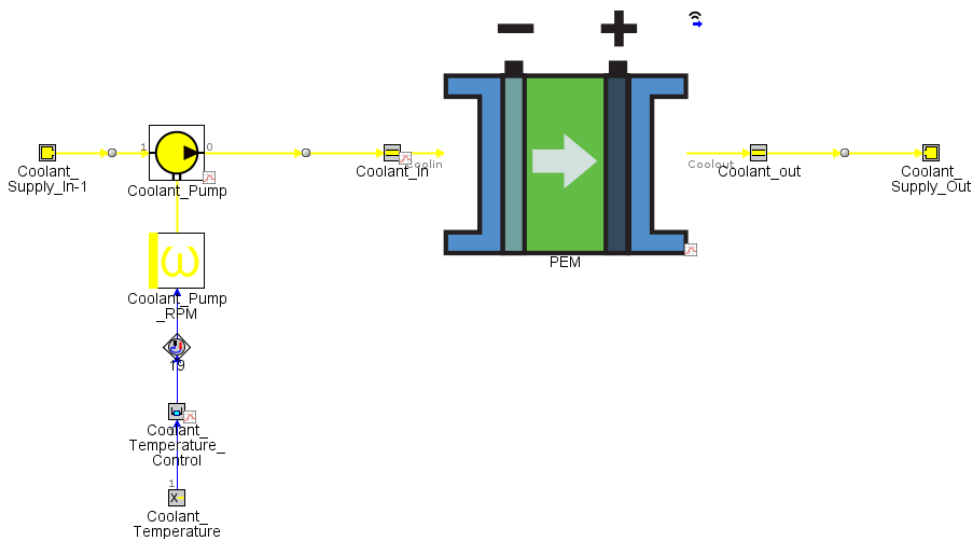 − +
1 0
Coolin
Coolout
Coolant_
Supply_In-1
Coolant_Pump
Coolant_in
PEM
Coolant_out
Coolant_
Supply_Out
ω
Coolant_Pump
_RPM
19
Coolant_
Temperature_
Control
1
X
Coolant_
Temperature